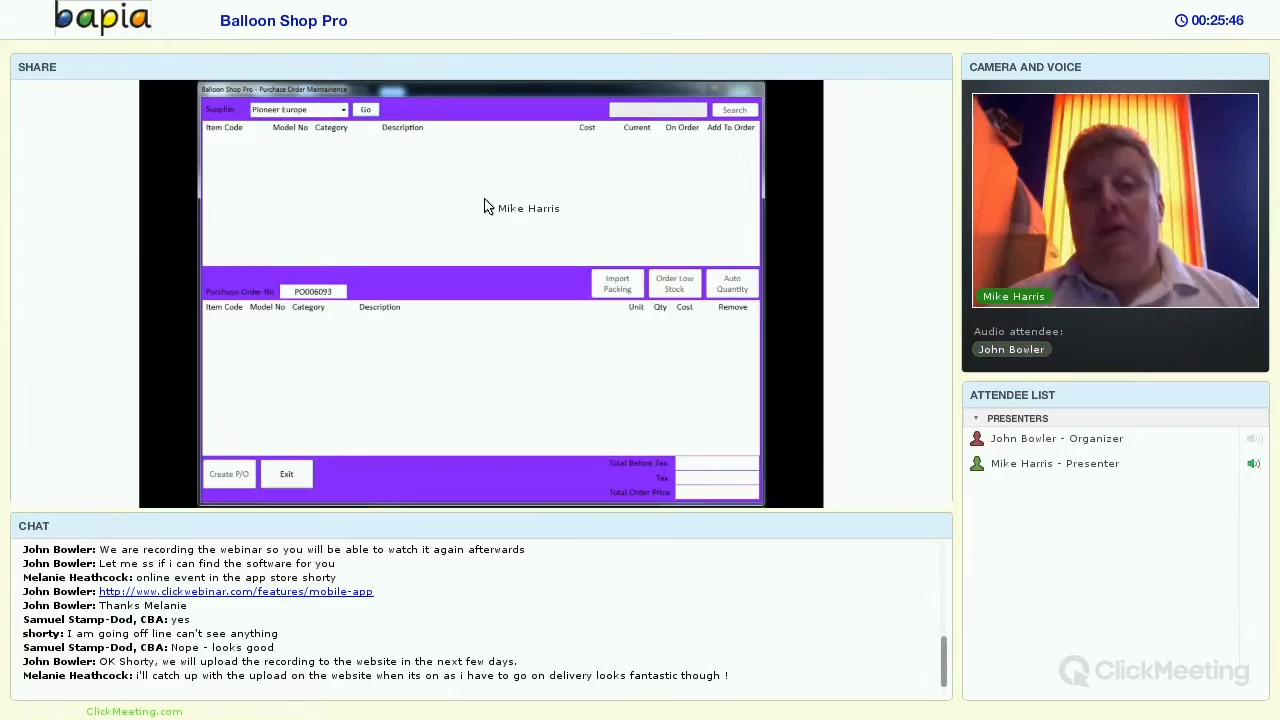 bapia
Balloon Shop Pro
00:25:46
SHARE
Balloon Shop Pro - Purchase Order Maintainence
Supplier Pioneer Europe Go Search
Item Code Model No Category Description Cost Current On Order Add To Order
Mike Harris
Purchase Order No PO006093 Import Packing Order Low Stock Auto Quantity
Item Code Model No Category Description Unit Qty Cost Remove
Create P/O Exit
Total Before Tax
Tax
Total Order Price
CAMERA AND VOICE
Mike Harris
Audio attendee:
John Bowler
ATTENDEE LIST
PRESENTERS
John Bowler - Organizer
Mike Harris - Presenter
CHAT
John Bowler: We are recording the webinar so you will be able to watch it again afterwards
John Bowler: Let me ss if i can find the software for you
Melanie Heathcock: online event in the app store shorty
John Bowler: http://www.clickwebinar.com/features/mobile-app
John Bowler: Thanks Melanie
Samuel Stamp-Dod, CBA: yes
shorty: I am going off line can't see anything
Samuel Stamp-Dod, CBA: Nope - looks good
John Bowler: OK Shorty, we will upload the recording to the website in the next few days.
Melanie Heathcock: i'll catch up with the upload on the website when its on as i have to go on delivery looks fantastic though !
ClickMeeting
ClickMeeting.com